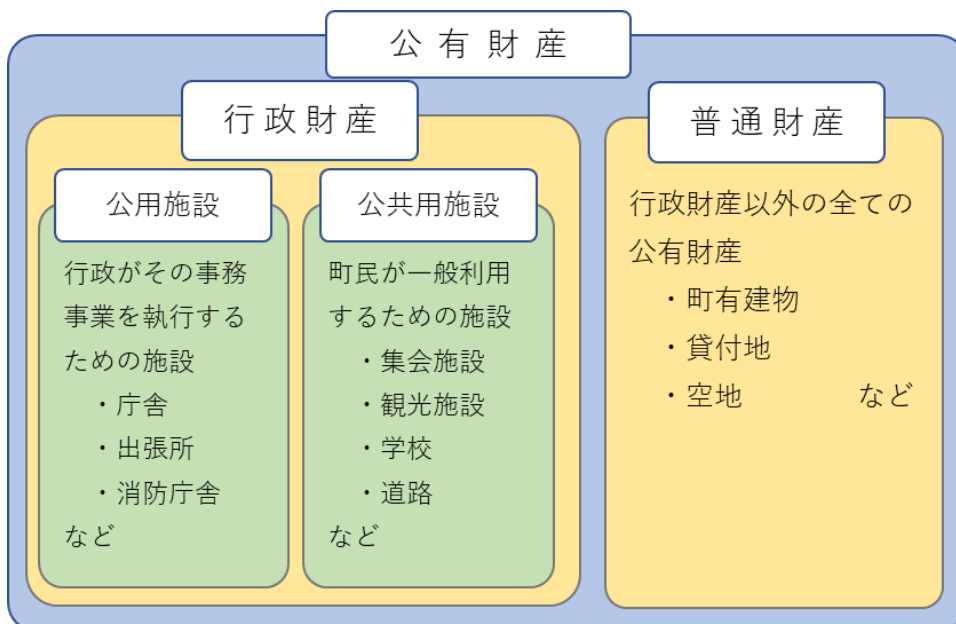 公有財産
行政財産
公用施設
行政がその事務
事業を執行する
ための施設
・庁舎
・出張所
・消防庁舎
など
公共用施設
町民が一般利用
するための施設
・集会施設
・観光施設
・学校
・道路
など
普通財産
行政財産以外の全ての
公有財産
・町有建物
・貸付地
・空地 など